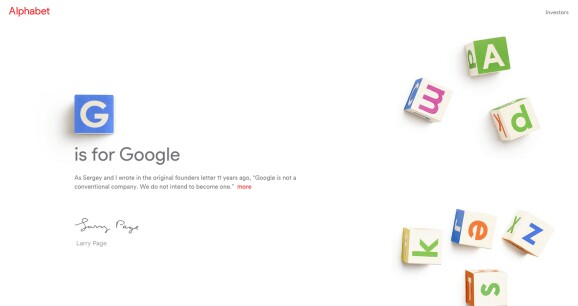 Alphabet
Investors
G
is for Google
As Sergey and I wrote in the original founders letter 11 years ago, "Google is not a
conventional company. We do not intend to become one." more
Larry Page
Larry Page
A
m
X p
k e z
s